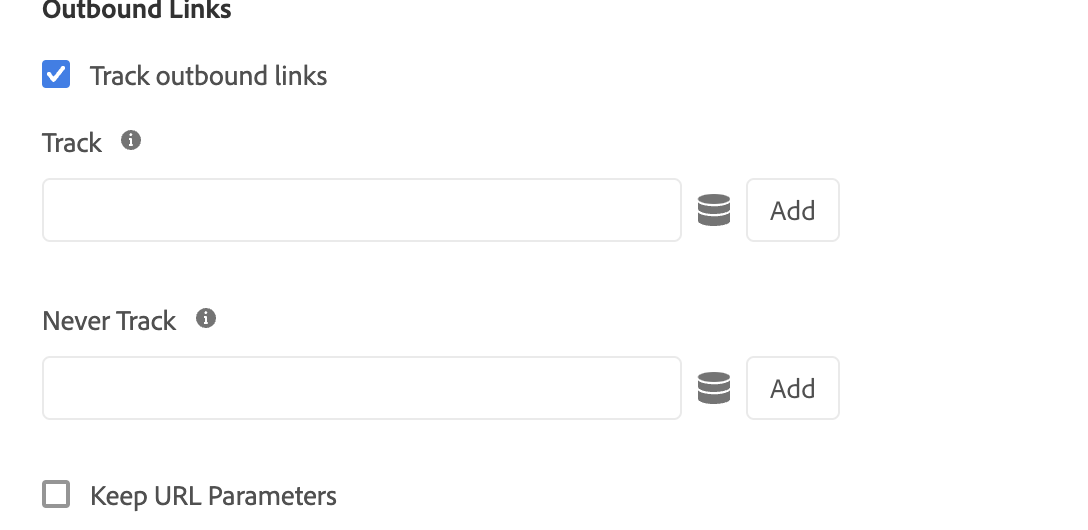 Outbound Links
Track outbound links
Track
Add
Never Track
Add
Keep URL Parameters